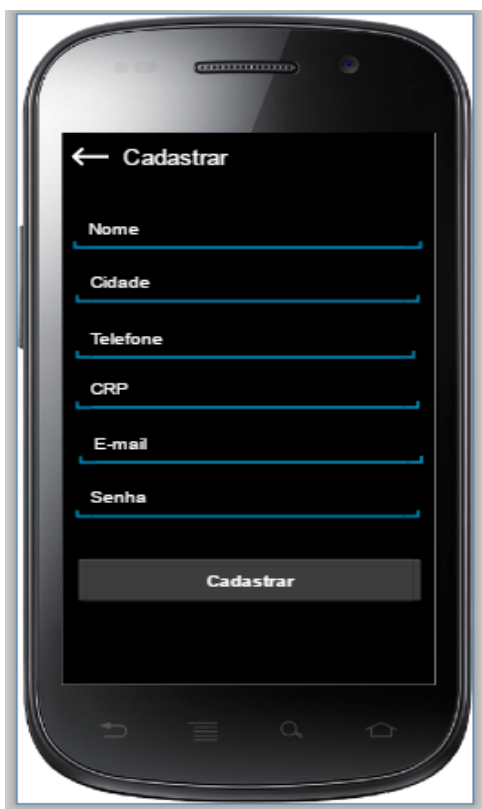 Cadastrar
Nome
Cidade
Telefone
CRP
E-mail
Senha
Cadastrar